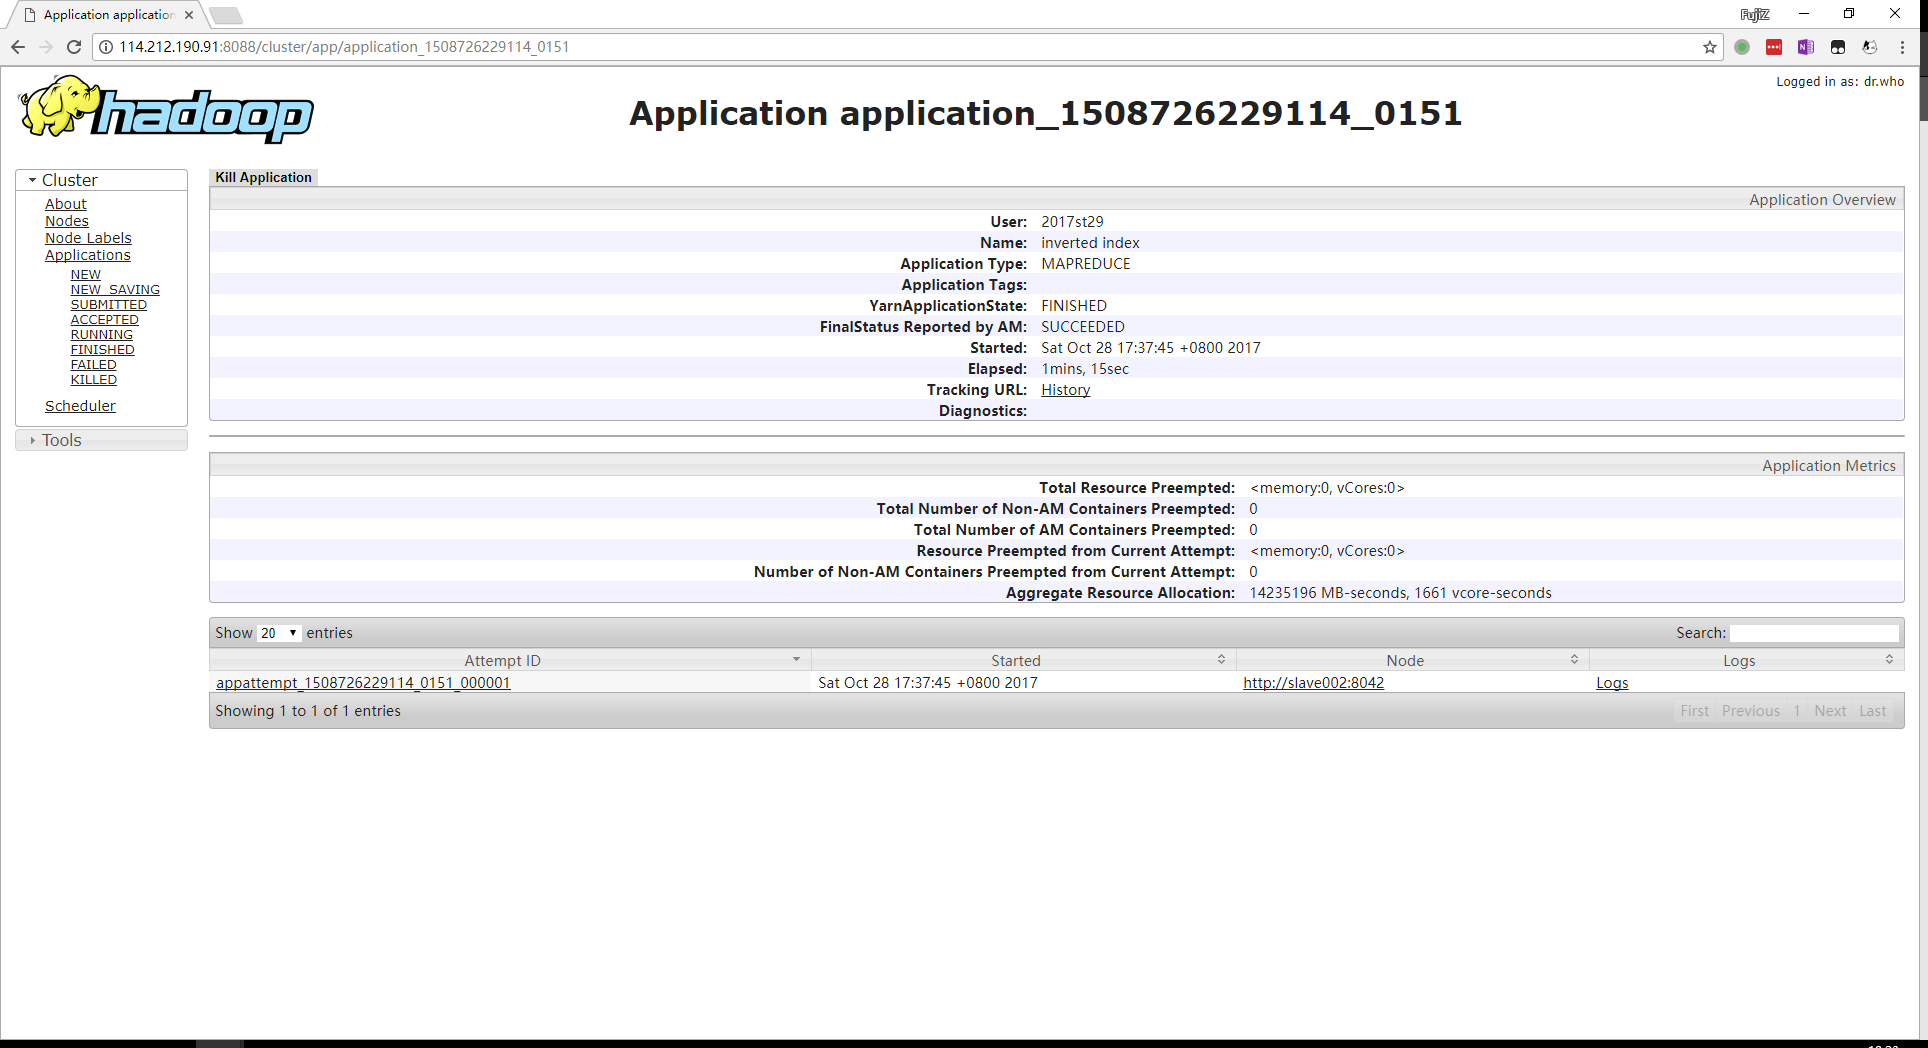 Application application
FujiZ
114.212.190.91:8088/cluster/app/application_1508726229114_0151
Logged in as: dr.who
hadoop
Application application_1508726229114_0151
Cluster
About
Nodes
Node Labels
Applications
NEW
NEW_SAVING
SUBMITTED
ACCEPTED
RUNNING
FINISHED
FAILED
KILLED
Scheduler
Tools
Kill Application
Application Overview
User: 2017st29
Name: inverted index
Application Type: MAPREDUCE
Application Tags:
YarnApplicationState: FINISHED
FinalStatus Reported by AM: SUCCEEDED
Started: Sat Oct 28 17:37:45 +0800 2017
Elapsed: 1mins, 15sec
Tracking URL: History
Diagnostics:
Application Metrics
Total Resource Preempted: <memory:0, vCores:0>
Total Number of Non-AM Containers Preempted: 0
Total Number of AM Containers Preempted: 0
Resource Preempted from Current Attempt: <memory:0, vCores:0>
Number of Non-AM Containers Preempted from Current Attempt: 0
Aggregate Resource Allocation: 14235196 MB-seconds, 1661 vcore-seconds
Show 20 entries Search:
Attempt ID Started Node Logs
appattempt_1508726229114_0151_000001 Sat Oct 28 17:37:45 +0800 2017 http://slave002:8042 Logs
Showing 1 to 1 of 1 entries First Previous 1 Next Last